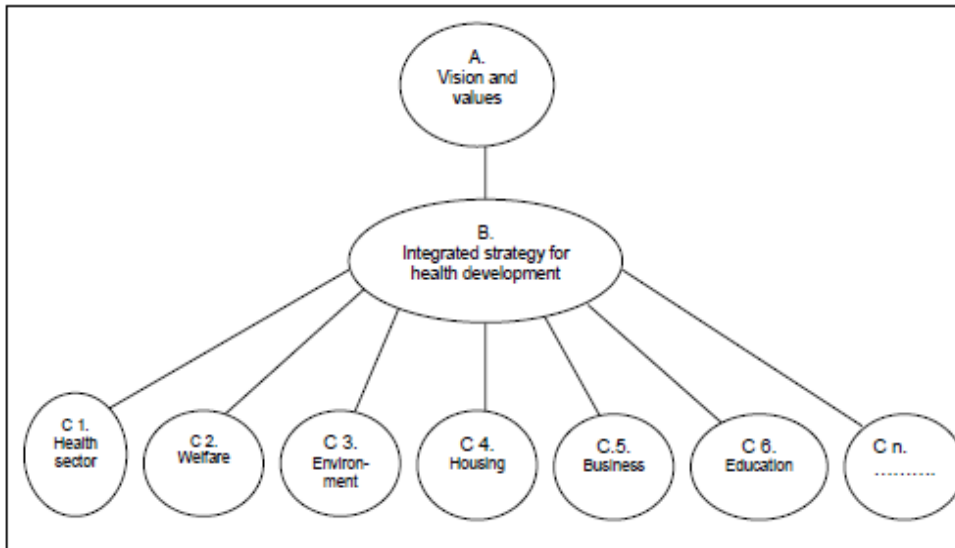 A.
Vision and
values
B.
Integrated strategy for
health development
C 1.
Health
sector
C 2.
Welfare
C 3.
Environ-
ment
C 4.
Housing
C.5.
Business
C 6.
Education
C n.
..........